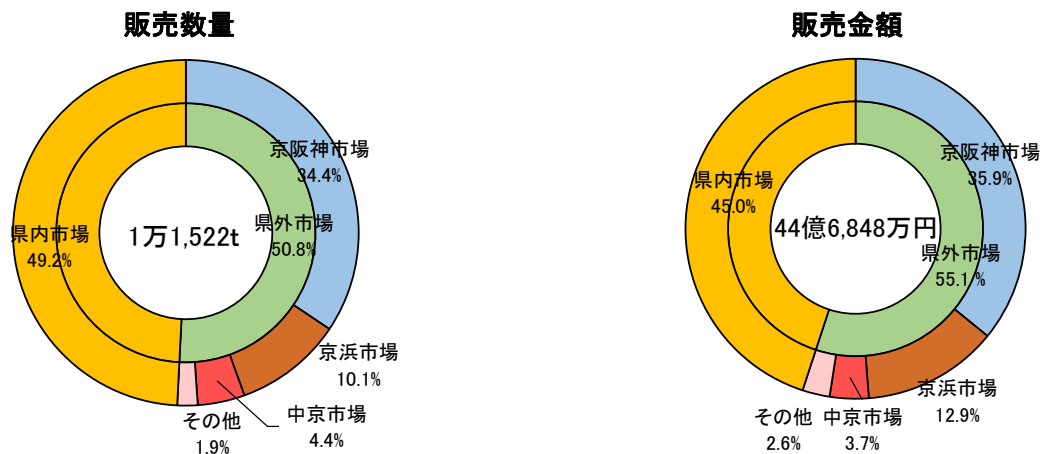 販売数量
京阪神市場
34.4%
県外市場
50.8%
県内市場
49.2%
1万1,522t
京浜市場
10.1%
中京市場
4.4%
その他
1.9%
販売金額
京阪神市場
35.9%
県内市場
45.0%
44億6,848万円
県外市場
55.1%
京浜市場
12.9%
中京市場
3.7%
その他
2.6%